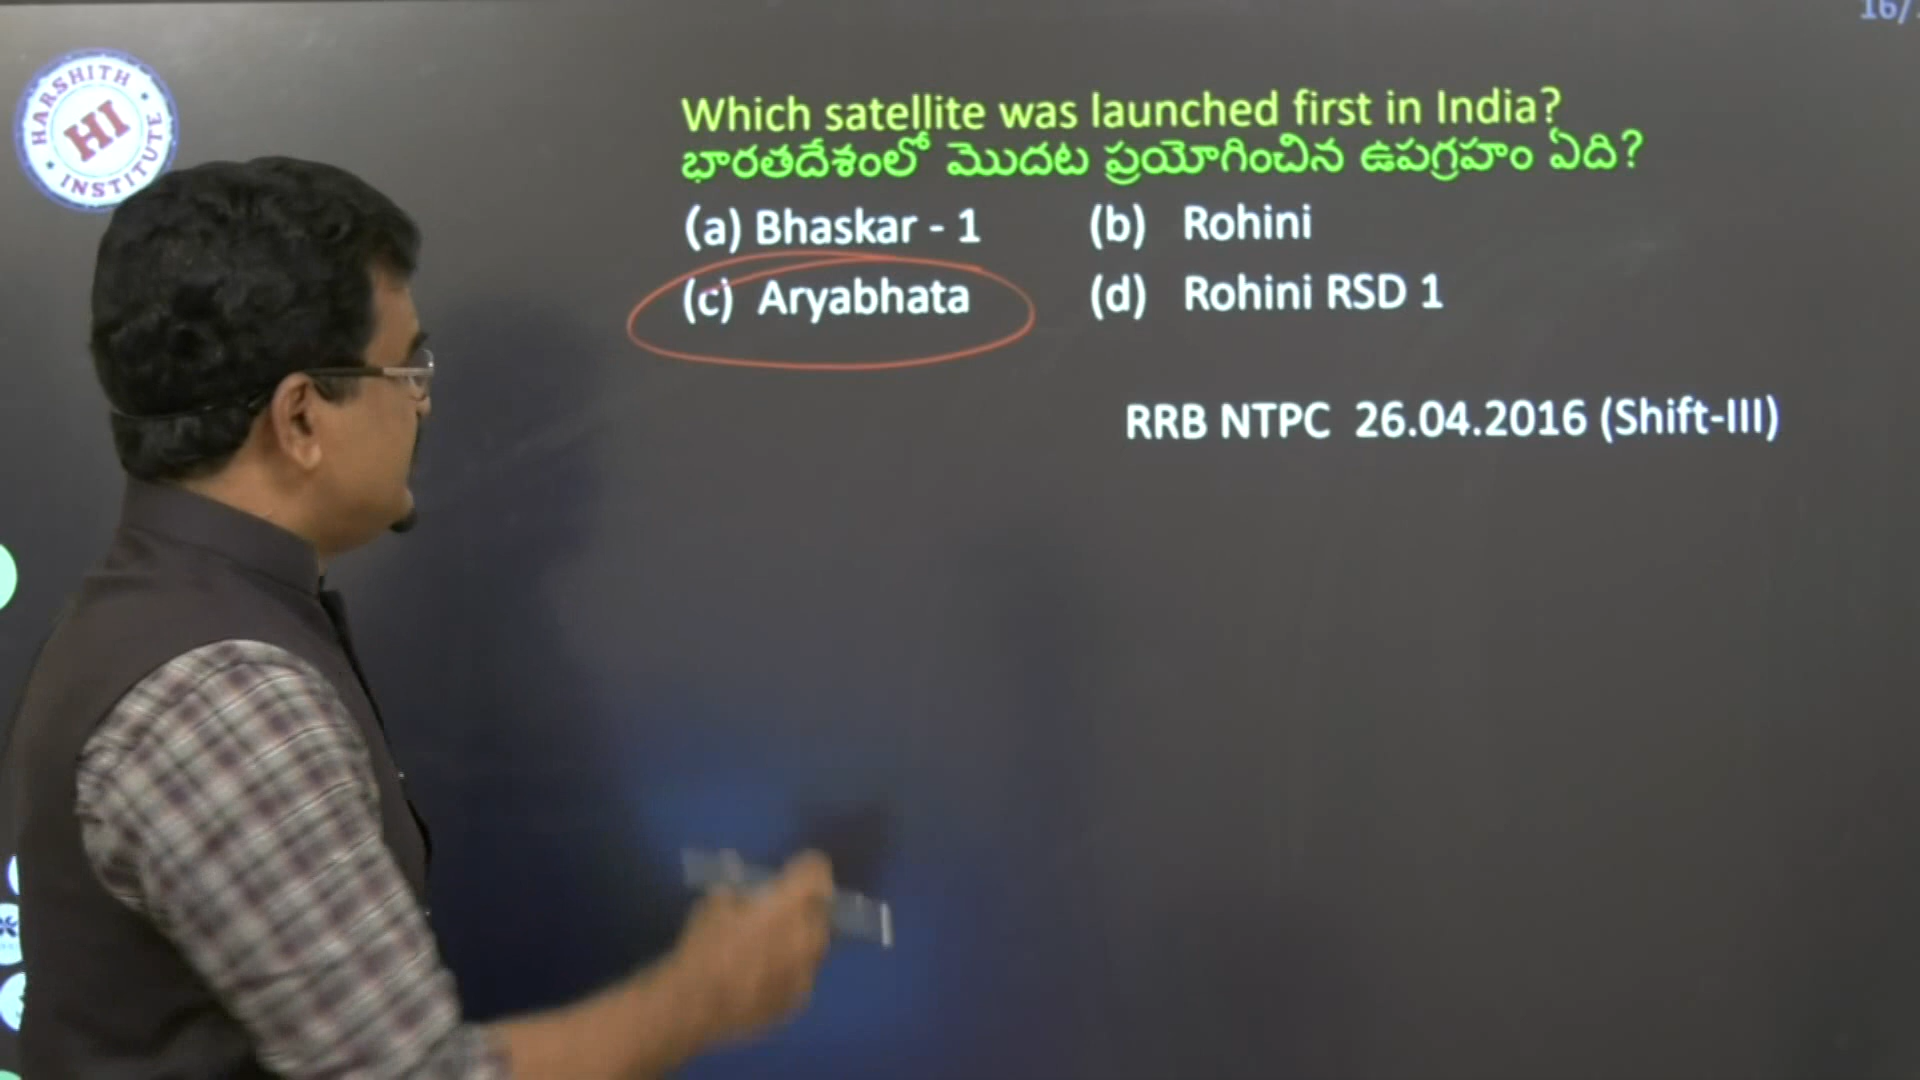 16/
HARSHITH
HI
INSTITUTE
Which satellite was launched first in India?
భారతదేశంలో మొదట ప్రయోగించిన ఉపగ్రహం ఏది?
(a) Bhaskar - 1 (b) Rohini
(c) Aryabhata (d) Rohini RSD 1
RRB NTPC 26.04.2016 (Shift-III)